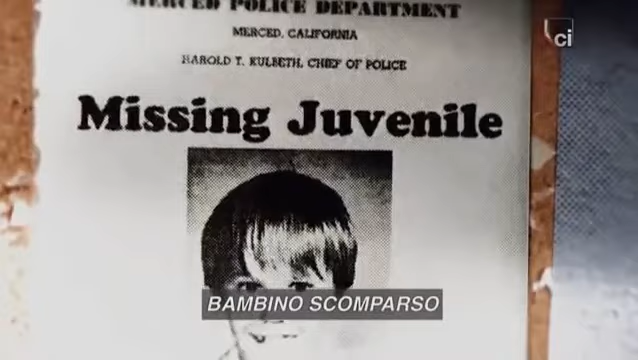 MERCED POLICE DEPARTMENT
MERCED, CALIFORNIA
HAROLD T. KULBETH, CHIEF OF POLICE
ci
Missing Juvenile
BAMBINO SCOMPARSO